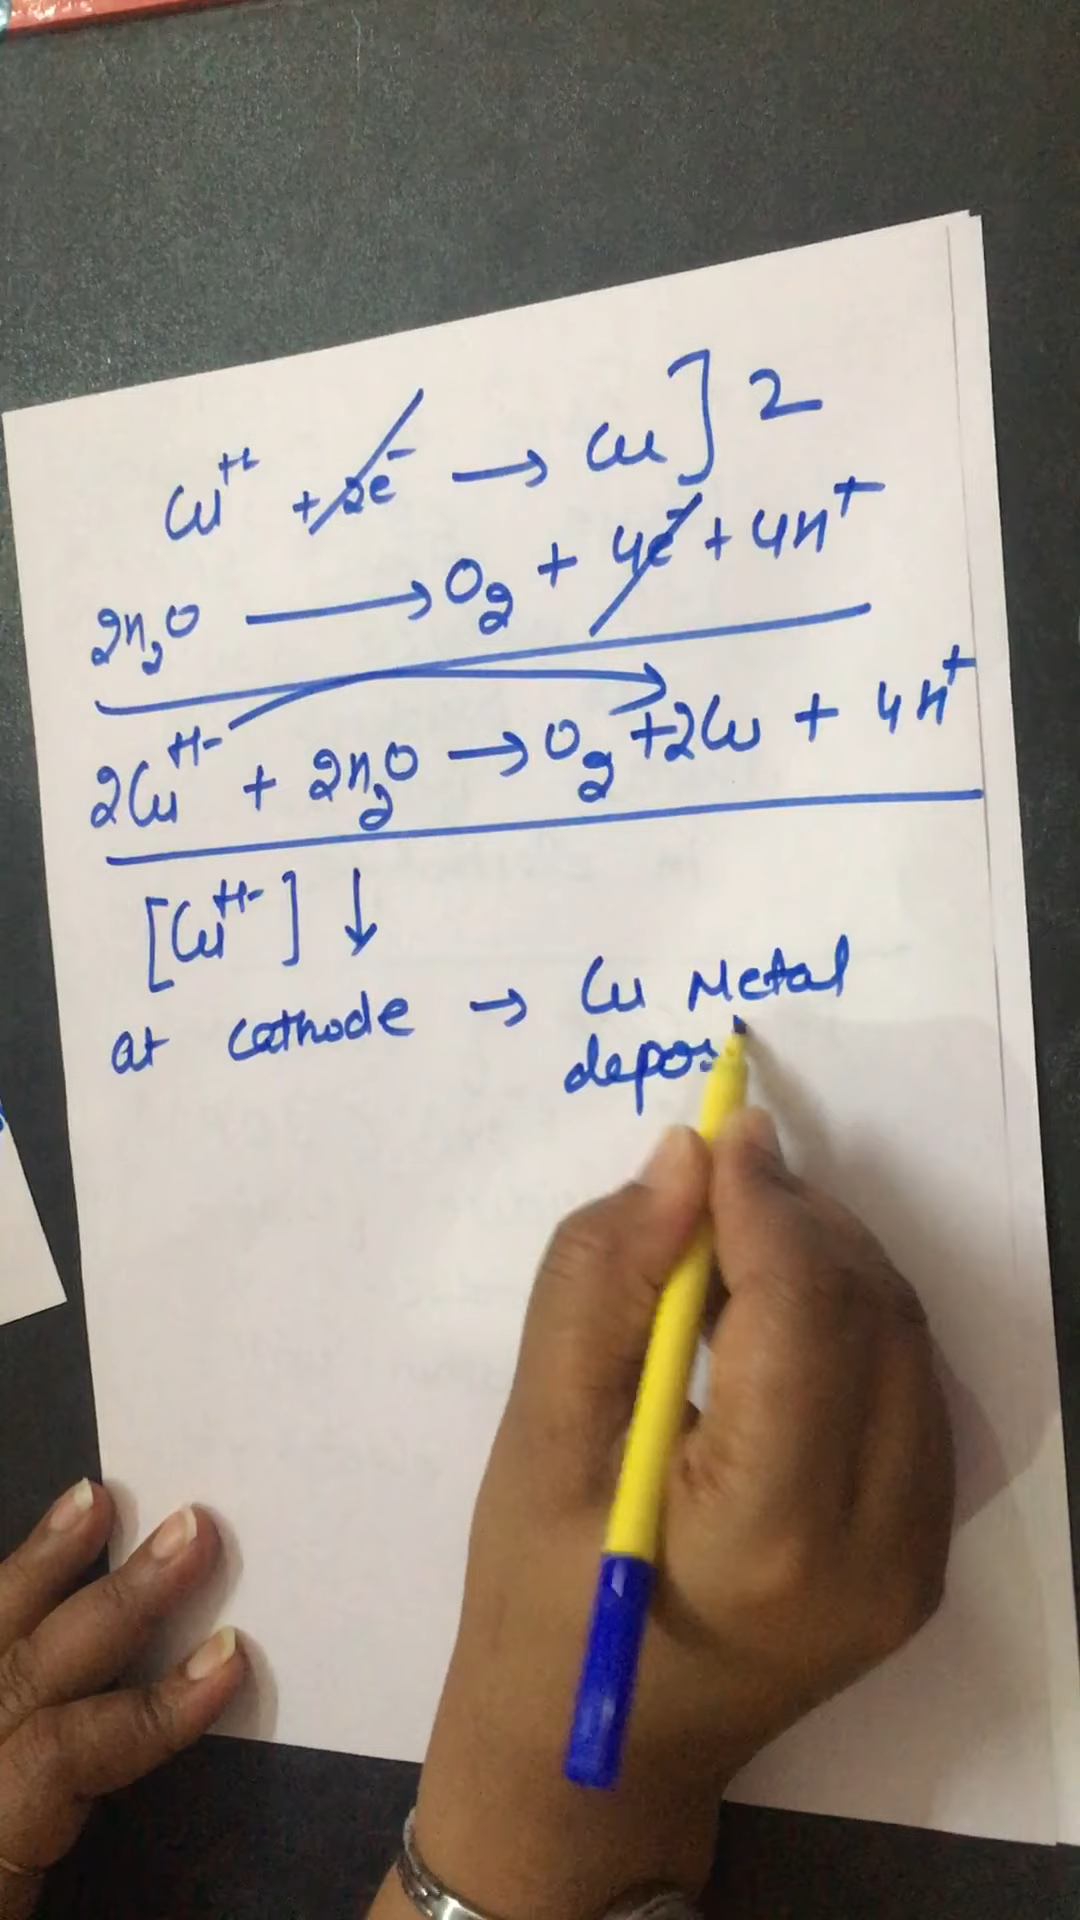 Cu⁺⁺ + 2e⁻ → Cu ] 2
2H₂O → O₂ + 4e⁻ + 4H⁺
2Cu⁺⁺ + 2H₂O → O₂ + 2Cu + 4H⁺
[Cu⁺⁺] ↓
at cathode → Cu Metal
depos